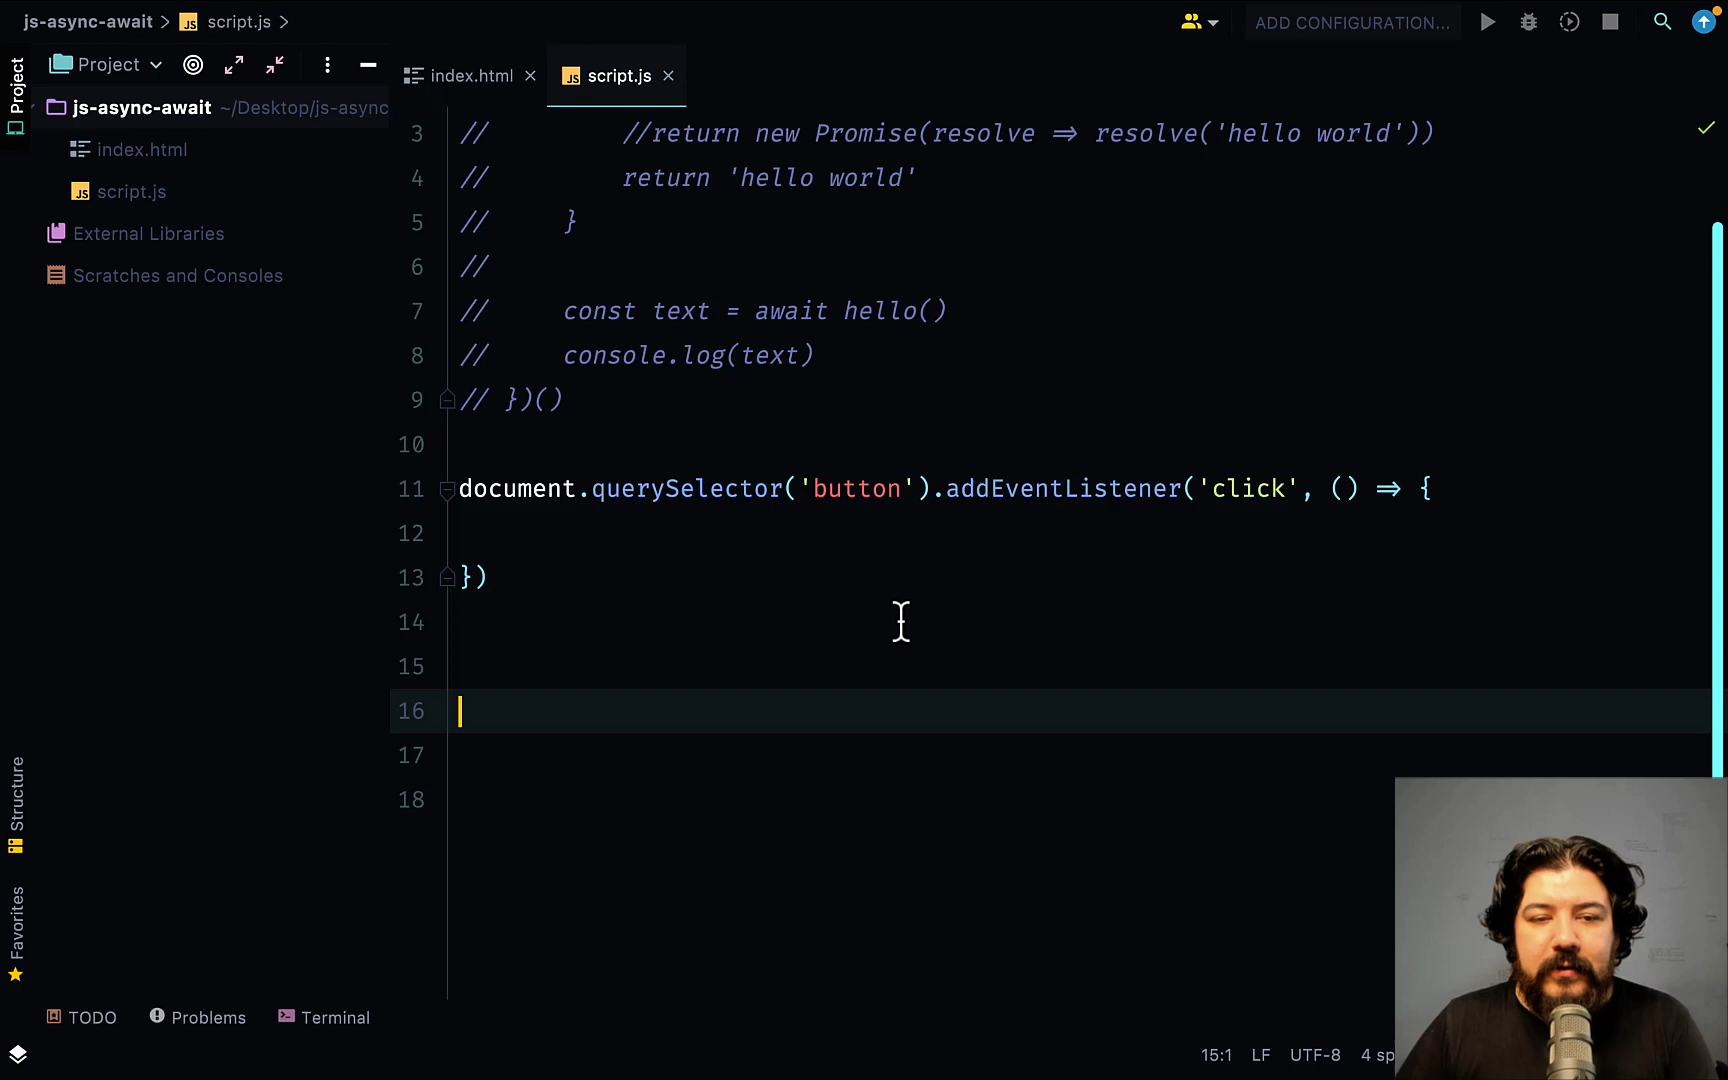 js-async-await > JS script.js >
ADD CONFIGURATION...
Project
Project
index.html ×
JS script.js ×
js-async-await ~/Desktop/js-async
index.html
JS script.js
External Libraries
Scratches and Consoles
3 // //return new Promise(resolve => resolve('hello world'))
4 // return 'hello world'
5 // }
6 //
7 // const text = await hello()
8 // console.log(text)
9 // })()
10
11 document.querySelector('button').addEventListener('click', () => {
12
13 })
14
15
16
17
18
Structure
Favorites
TODO Problems Terminal
15:1 LF UTF-8 4 sp